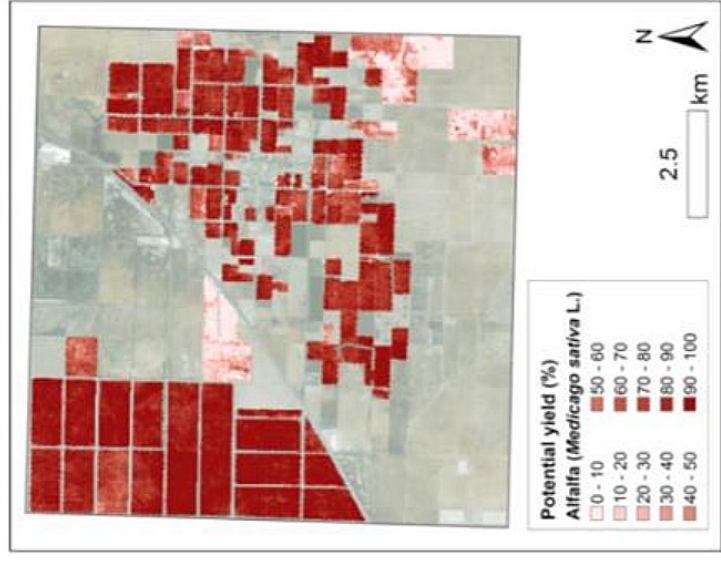 N
2.5
km
Potential yield (%)
Alfalfa (Medicago sativa L.)
0 - 10
10 - 20
20 - 30
30 - 40
40 - 50
50 - 60
60 - 70
70 - 80
80 - 90
90 - 100